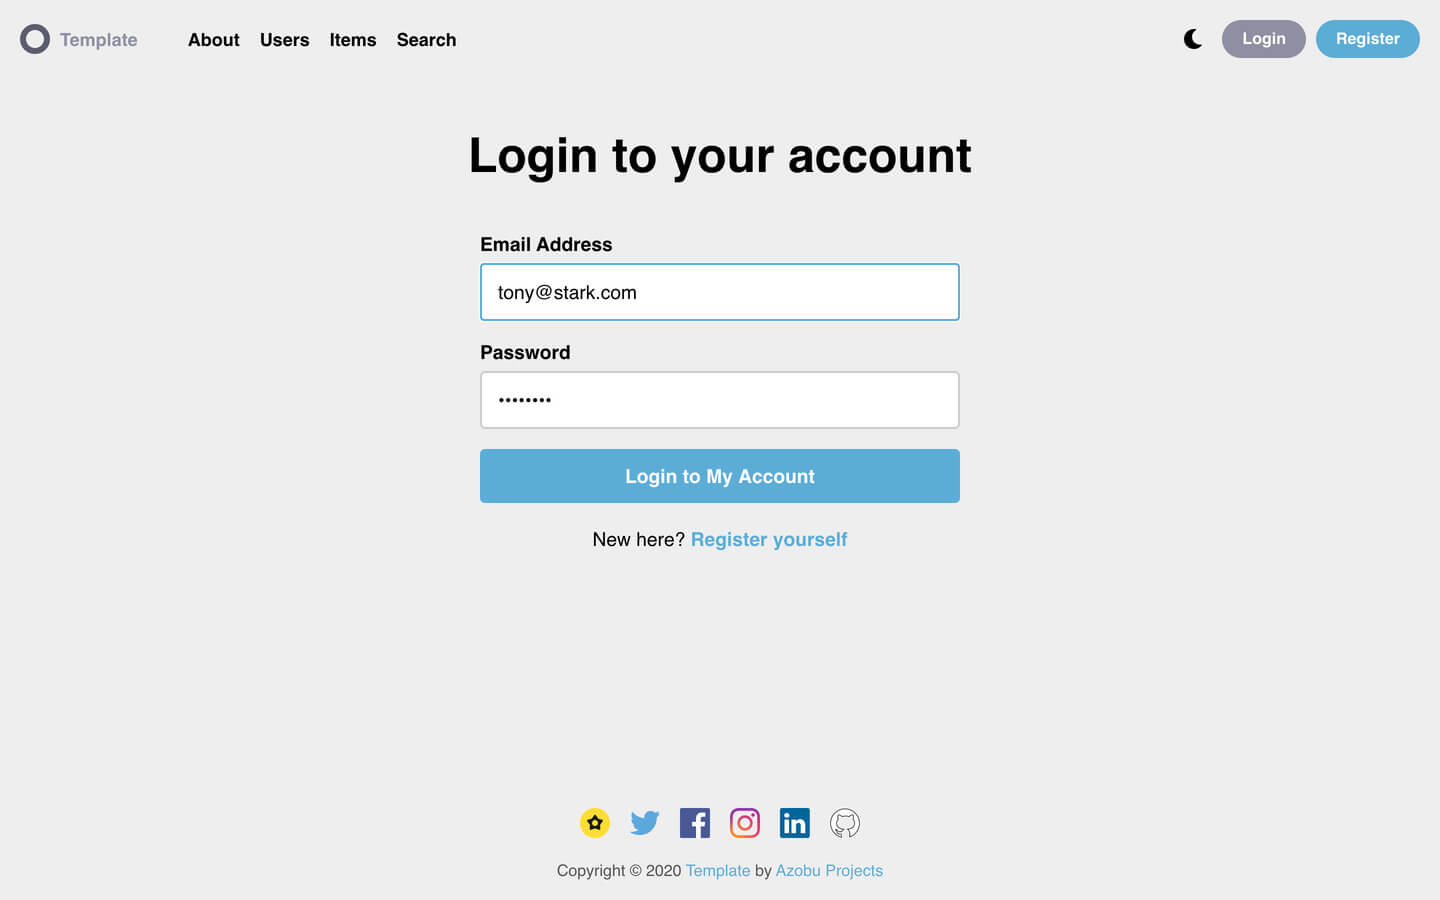 Template About Users Items Search Login Register
Login to your account
Email Address
tony@stark.com
Password
••••••••
Login to My Account
New here? Register yourself
Copyright © 2020 Template by Azobu Projects